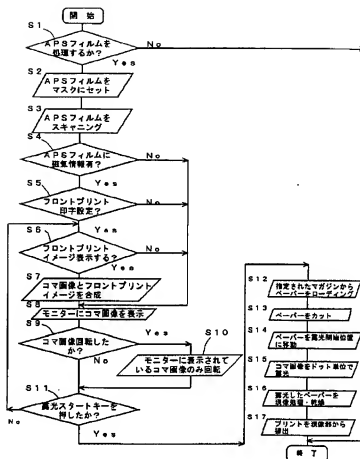 開 始
S1
APSフィルムを
処理するか?
No
Yes
S2
APSフィルムを
マスクにセット
S3
APSフィルムを
スキャニング
S4
APSフィルムに
磁気情報有?
No
Yes
S5
フロントプリント
印字設定?
No
Yes
S6
フロントプリント
イメージ表示する?
No
Yes
S7
コマ画像とフロントプリント
イメージを合成
S8
モニターにコマ画像を表示
S9
コマ画像回転した
か?
Yes
No
S10
モニターに表示されて
いるコマ画像のみ回転
S11
露光スタートキーを
押したか?
No
Yes
S12
指定されたマガジンから
ペーパーをローディング
S13
ペーパーをカット
S14
ペーパーを露光開始位置
に移動
S15
コマ画像をドット単位で
露光
S16
露光したペーパーを
現像処理・乾燥
S17
プリントを現像部から
排出
終 了